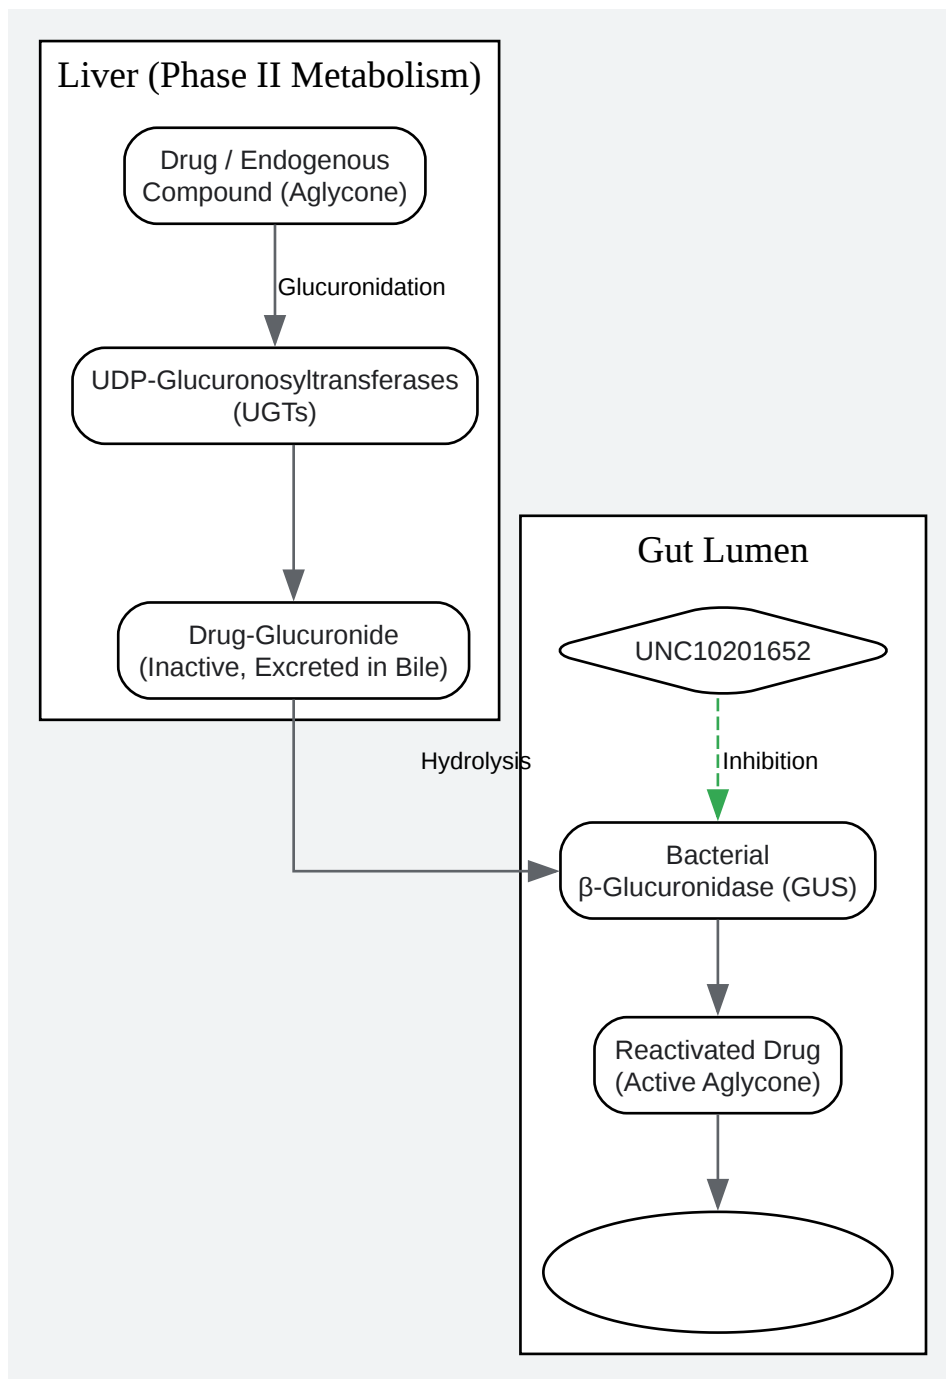 Liver (Phase II Metabolism)
Drug / Endogenous
Compound (Aglycone)
Glucuronidation
UDP-Glucuronosyltransferases
(UGTs)
Drug-Glucuronide
(Inactive, Excreted in Bile)
Hydrolysis
Gut Lumen
UNC10201652
Inhibition
Bacterial
β-Glucuronidase (GUS)
Reactivated Drug
(Active Aglycone)